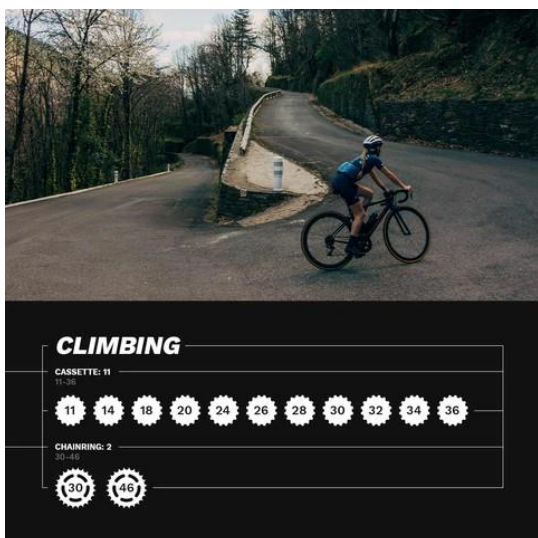 CLIMBING
CASSETTE: 11
11-36
11 14 18 20 24 26 28 30 32 34 36
CHAINRING: 2
30-46
30 46